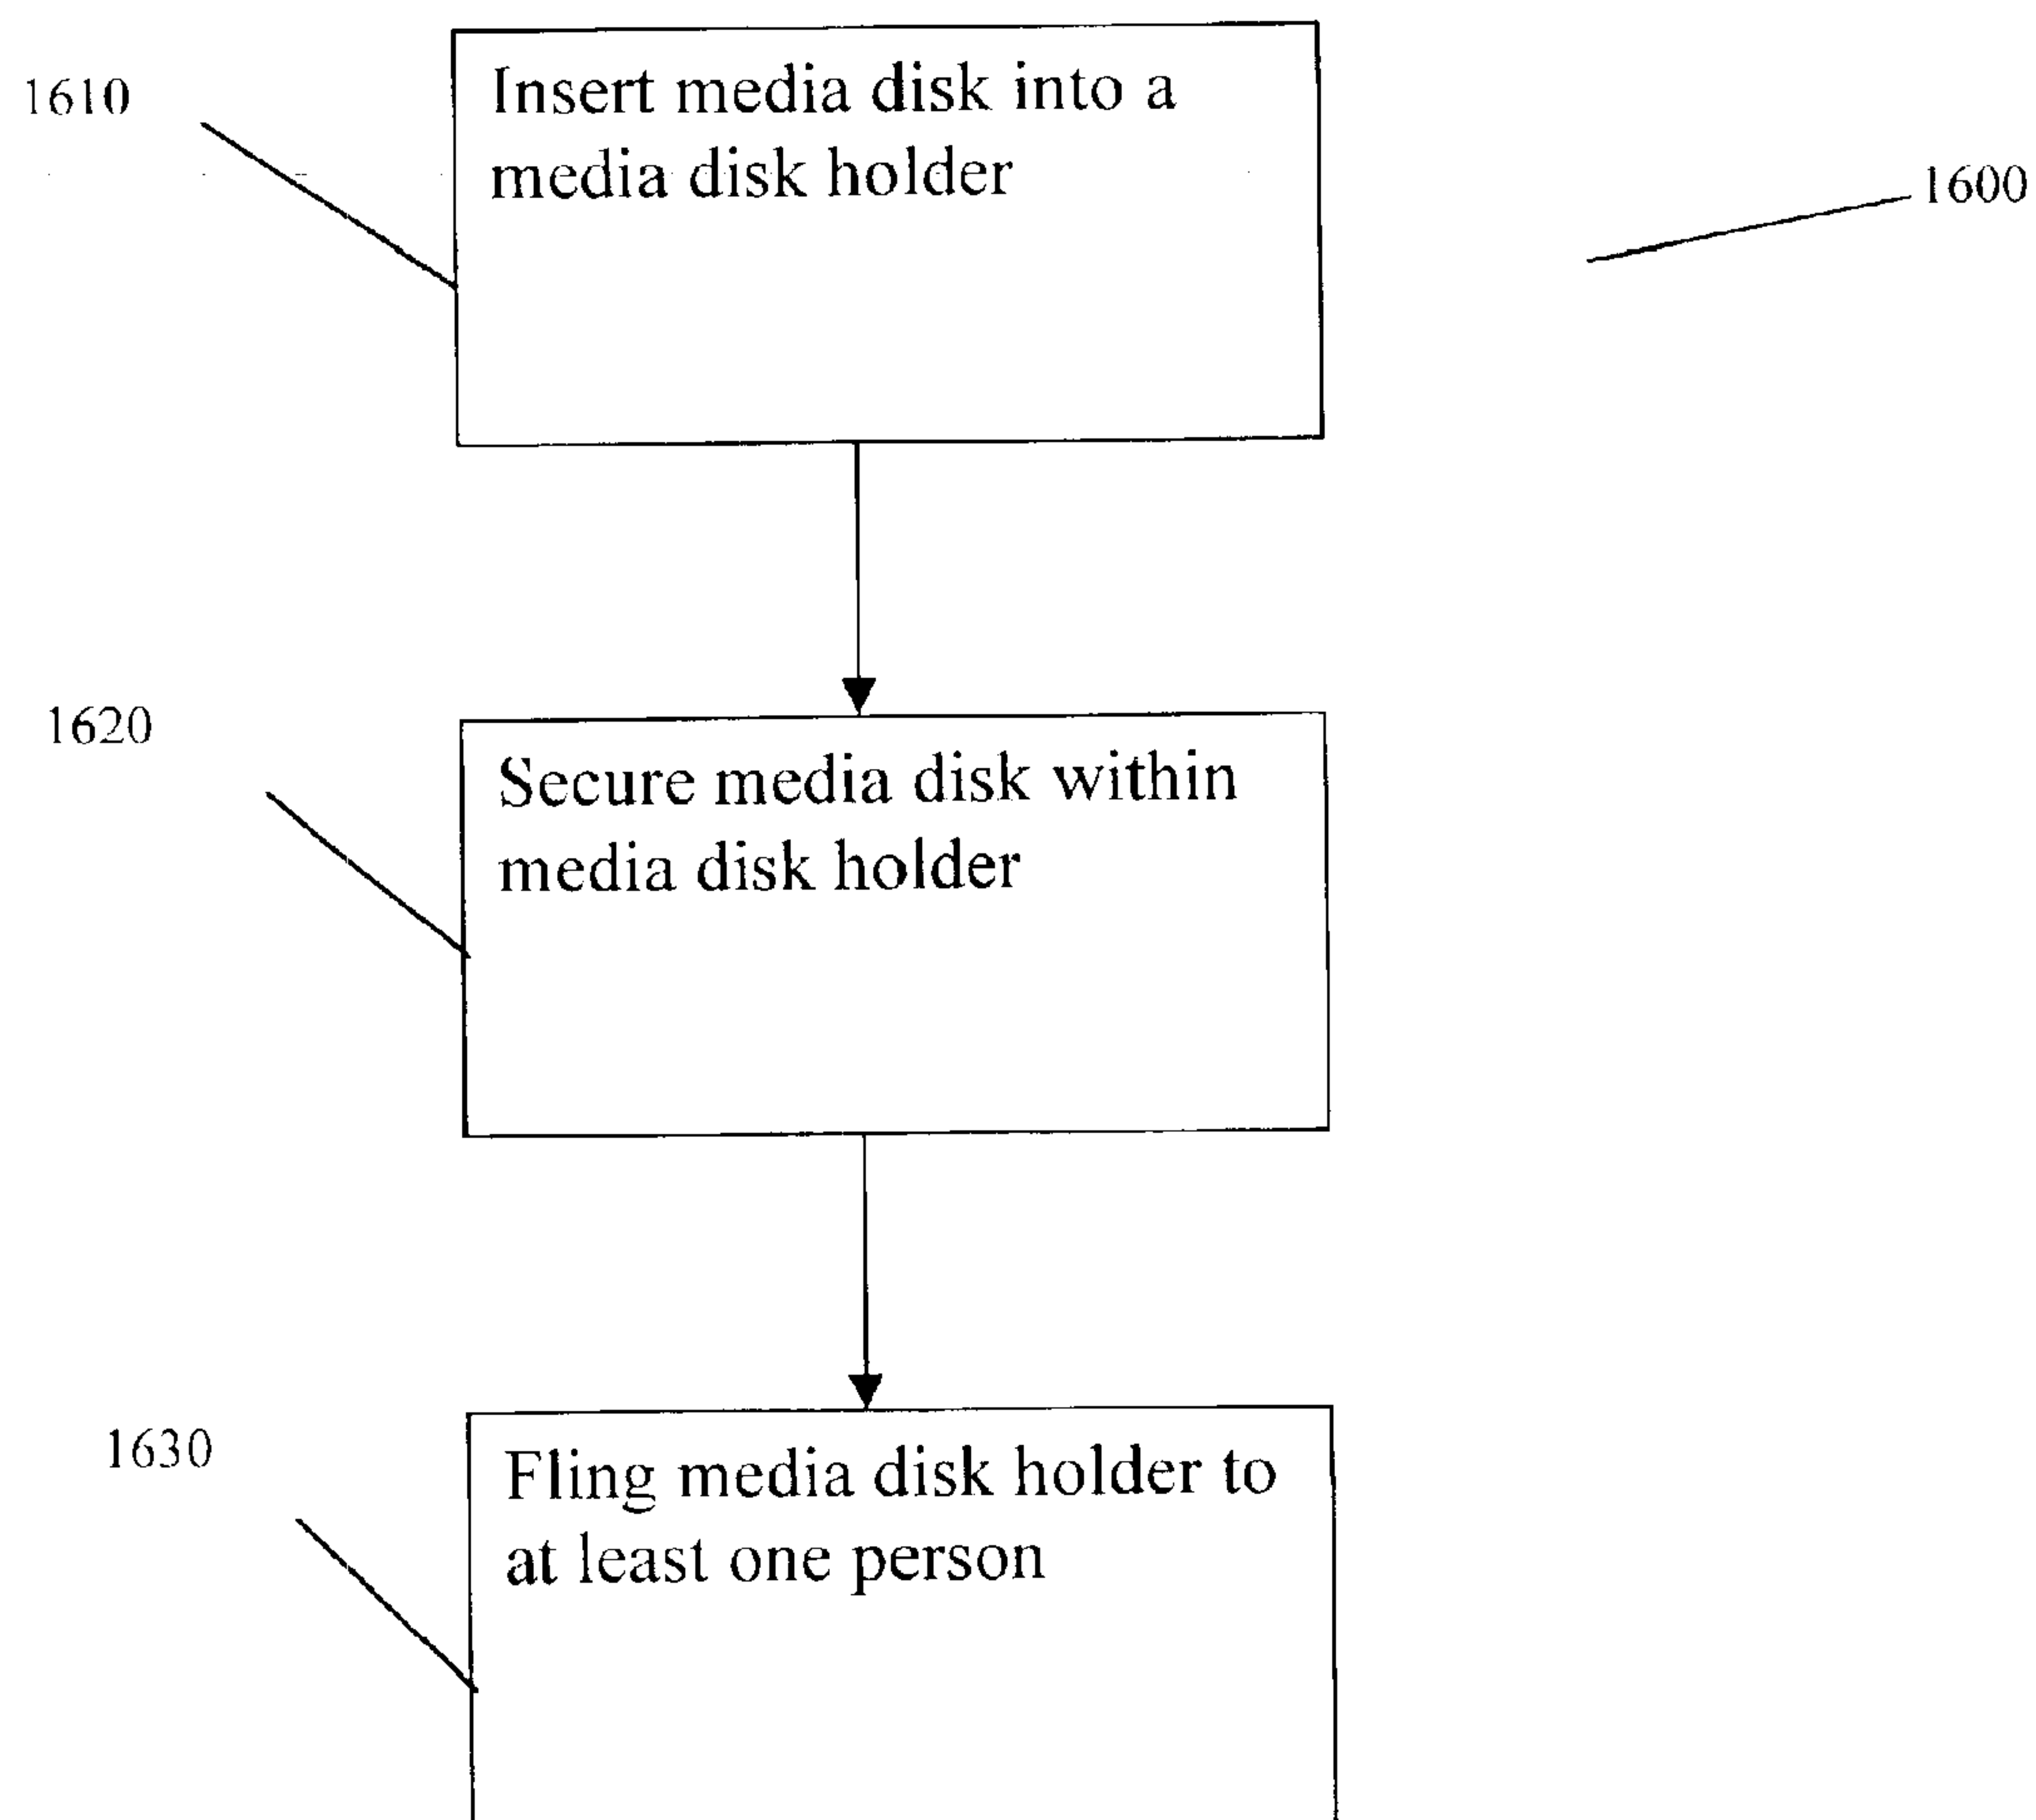 1610
Insert media disk into a
media disk holder
1600
1620
Secure media disk within
media disk holder
1630
Fling media disk holder to
at least one person